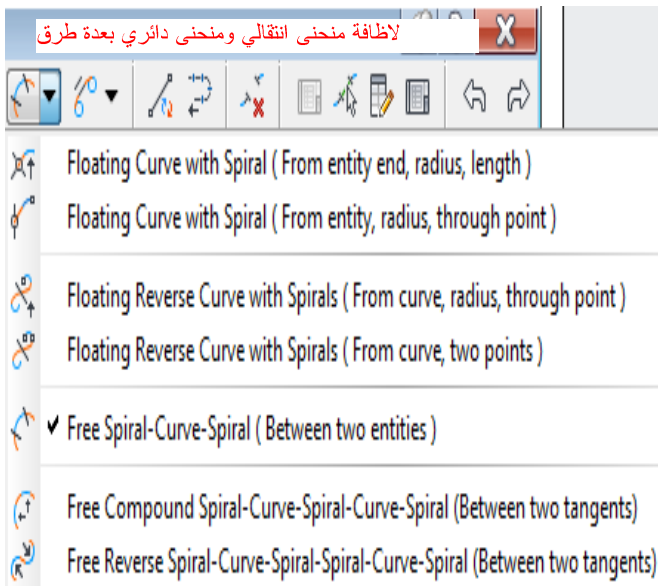 لاظافة منحنى انتقالي ومنحنى دائري بعدة طرق
Floating Curve with Spiral ( From entity end, radius, length )
Floating Curve with Spiral ( From entity, radius, through point )
Floating Reverse Curve with Spirals ( From curve, radius, through point )
Floating Reverse Curve with Spirals ( From curve, two points )
Free Spiral-Curve-Spiral ( Between two entities )
Free Compound Spiral-Curve-Spiral-Curve-Spiral (Between two tangents)
Free Reverse Spiral-Curve-Spiral-Spiral-Curve-Spiral (Between two tangents)